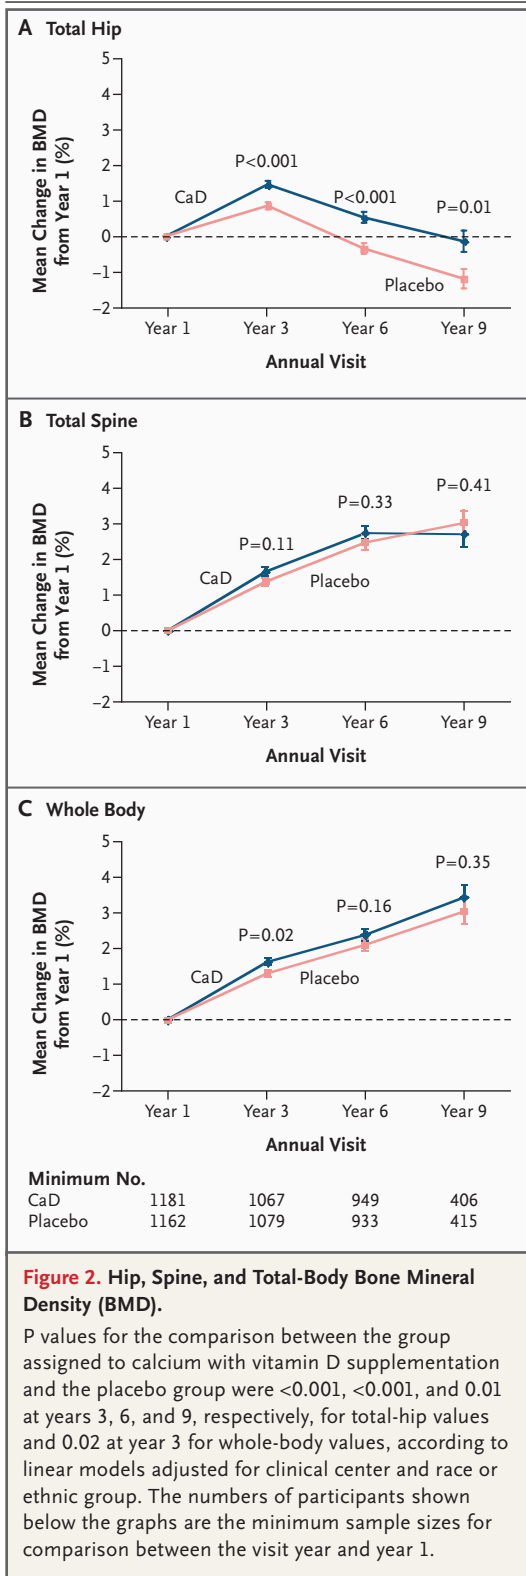 A Total Hip
Mean Change in BMD
from Year 1 (%)
5
4
3
2
1
0
−1
−2
P<0.001
CaD
P<0.001
P=0.01
Placebo
Year 1 Year 3 Year 6 Year 9
Annual Visit
B Total Spine
Mean Change in BMD
from Year 1 (%)
5
4
3
2
1
0
−1
−2
P=0.41
P=0.33
P=0.11
CaD
Placebo
Year 1 Year 3 Year 6 Year 9
Annual Visit
C Whole Body
Mean Change in BMD
from Year 1 (%)
5
4
3
2
1
0
−1
−2
P=0.35
P=0.16
P=0.02
CaD
Placebo
Year 1 Year 3 Year 6 Year 9
Annual Visit
Minimum No.
CaD 1181 1067 949 406
Placebo 1162 1079 933 415
Figure 2. Hip, Spine, and Total-Body Bone Mineral
Density (BMD).
P values for the comparison between the group
assigned to calcium with vitamin D supplementation
and the placebo group were <0.001, <0.001, and 0.01
at years 3, 6, and 9, respectively, for total-hip values
and 0.02 at year 3 for whole-body values, according to
linear models adjusted for clinical center and race or
ethnic group. The numbers of participants shown
below the graphs are the minimum sample sizes for
comparison between the visit year and year 1.